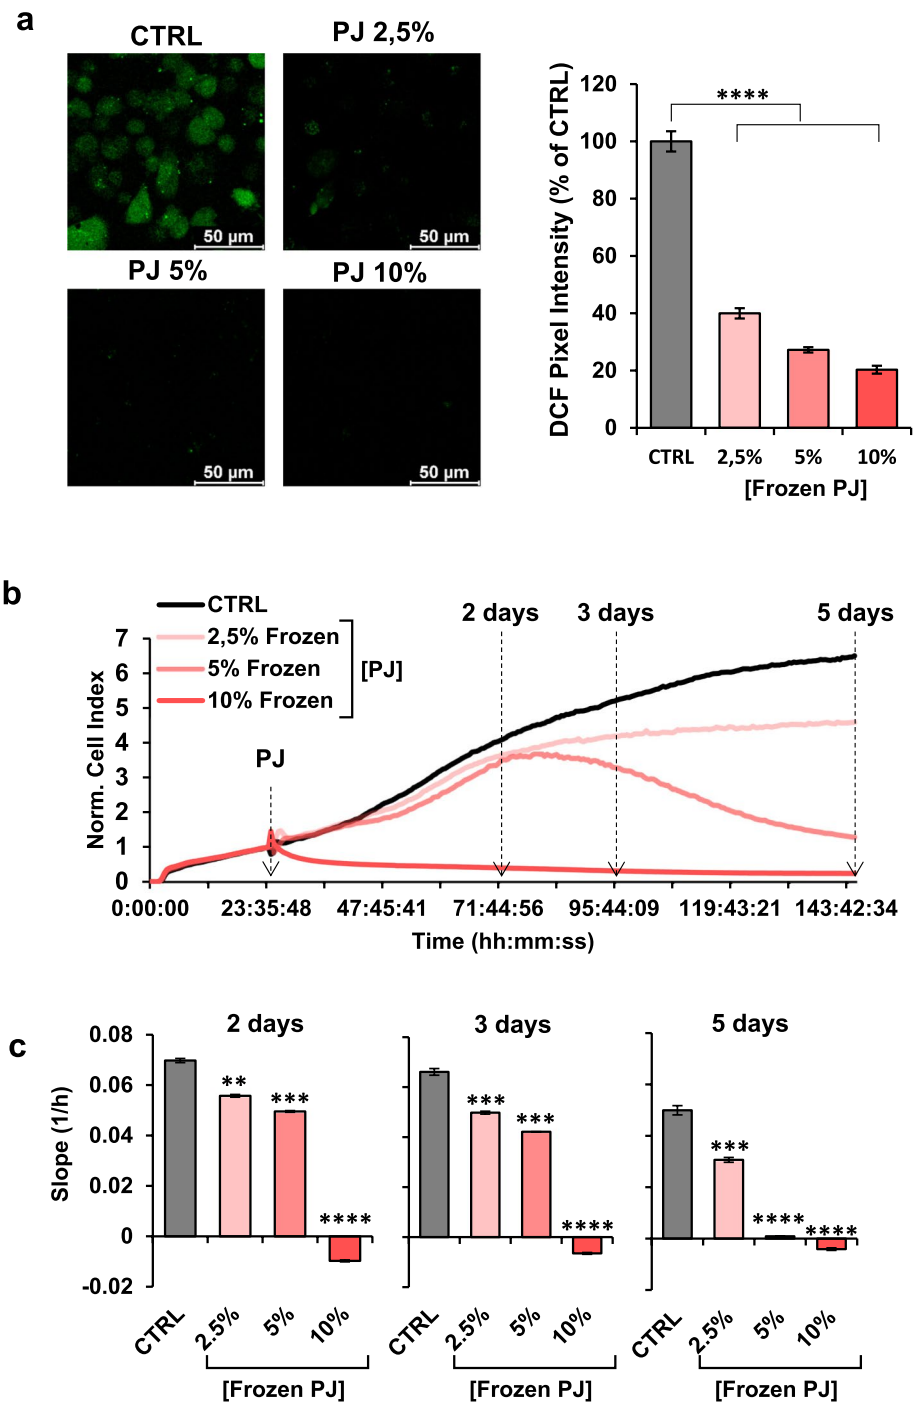 a
CTRL
PJ 2,5%
50 µm
50 µm
PJ 5%
PJ 10%
50 µm
50 µm
DCF Pixel Intensity (% of CTRL)
120
100
80
60
40
20
0
****
CTRL 2,5% 5% 10%
[Frozen PJ]
b
CTRL
2,5% Frozen
5% Frozen
10% Frozen
[PJ]
2 days 3 days 5 days
PJ
Norm. Cell Index
7
6
5
4
3
2
1
0
0:00:00 23:35:48 47:45:41 71:44:56 95:44:09 119:43:21 143:42:34
Time (hh:mm:ss)
c
Slope (1/h)
0.08
0.06
0.04
0.02
0
-0.02
2 days
**
***
****
CTRL 2.5% 5% 10%
[Frozen PJ]
3 days
***
***
****
CTRL 2.5% 5% 10%
[Frozen PJ]
5 days
***
****
****
CTRL 2.5% 5% 10%
[Frozen PJ]